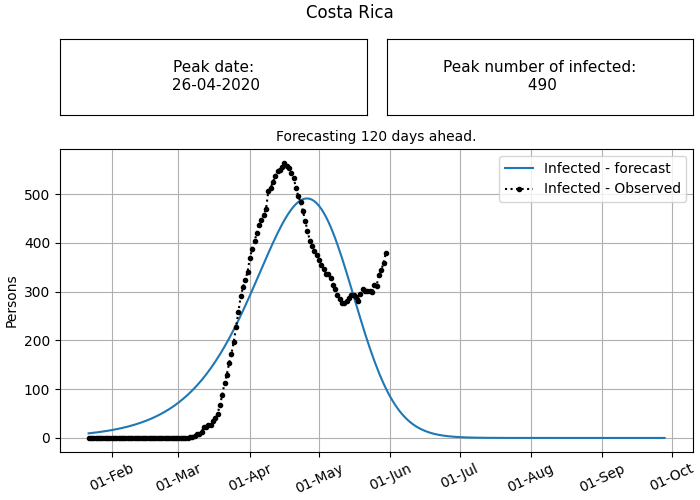 Costa Rica
Peak date:
26-04-2020
Peak number of infected:
490
Forecasting 120 days ahead.
Infected - forecast
Infected - Observed
Persons
500
400
300
200
100
0
01-Feb
01-Mar
01-Apr
01-May
01-Jun
01-Jul
01-Aug
01-Sep
01-Oct